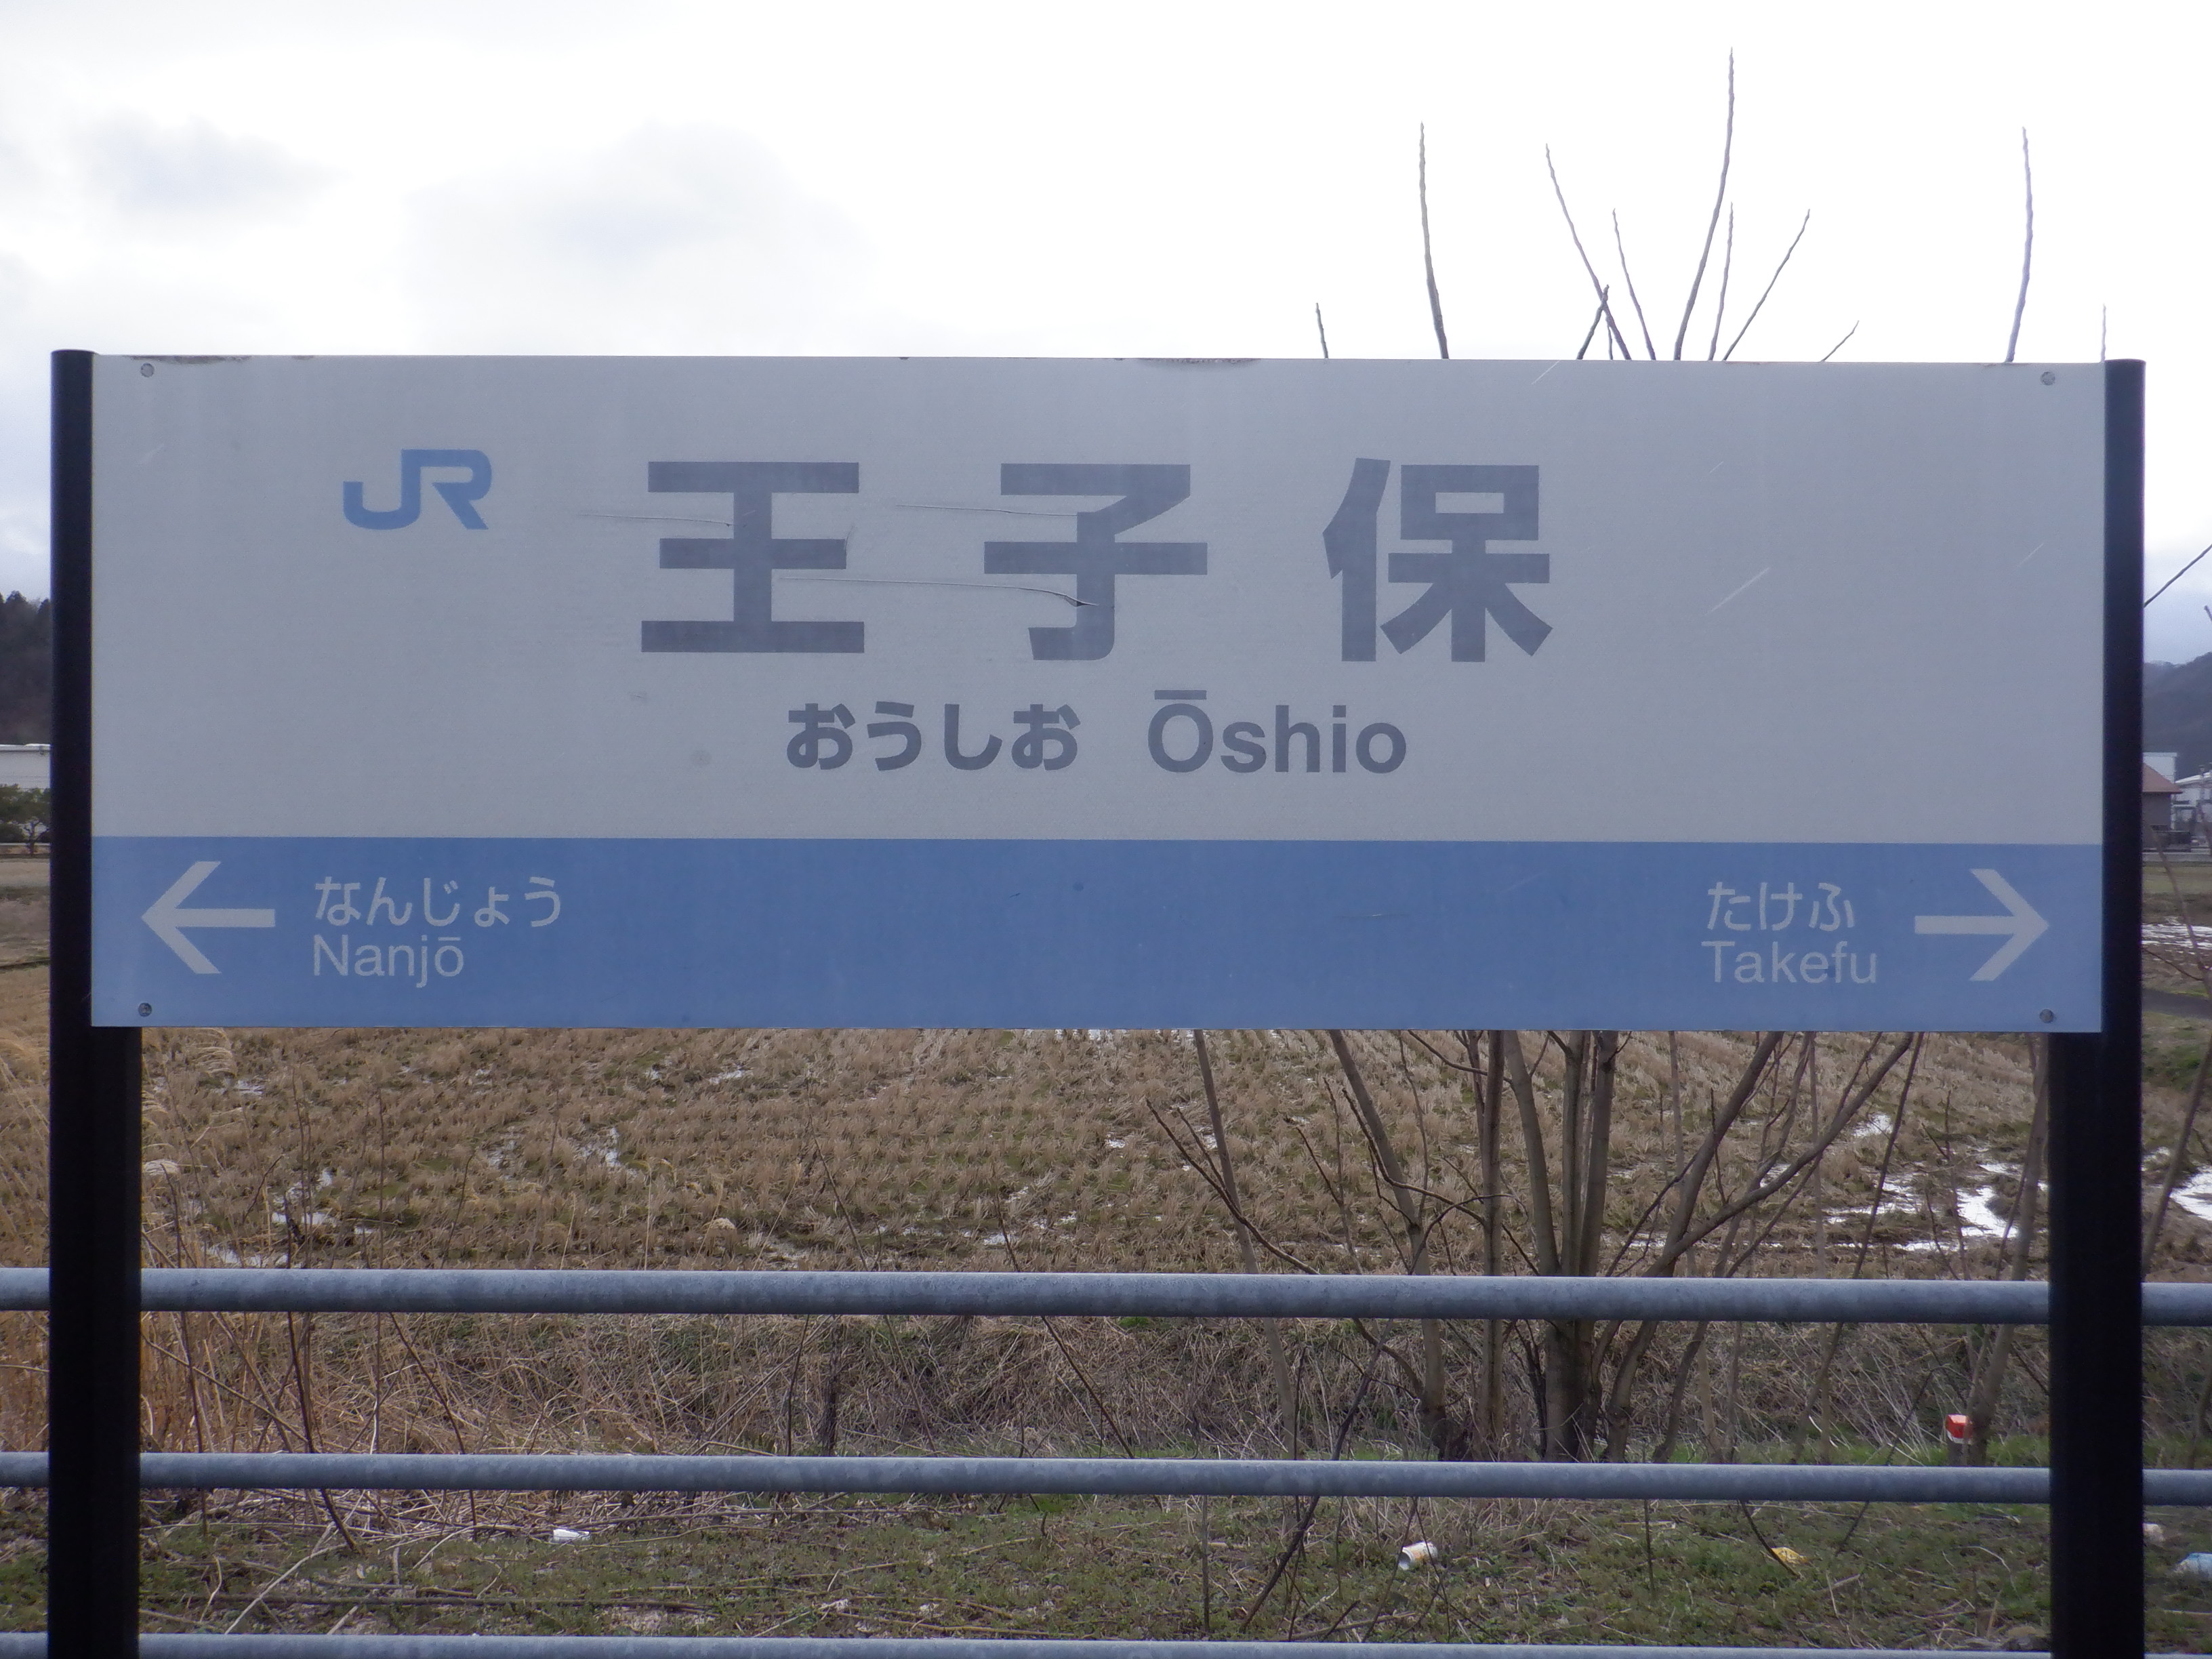 JR 王子保
おうしお Ōshio
← なんじょう
Nanjō
たけふ →
Takefu